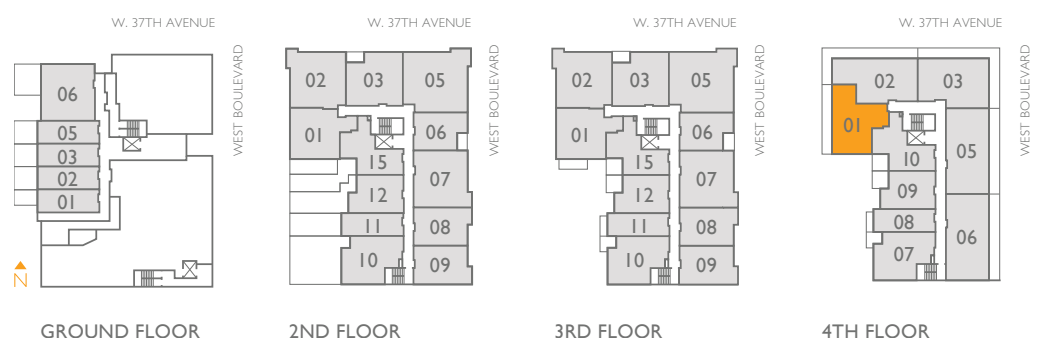 W. 37TH AVENUE
WEST BOULEVARD
06
05
03
02
01
N
GROUND FLOOR
W. 37TH AVENUE
WEST BOULEVARD
02 03 05
01 06
15
07
12
11 08
10 09
2ND FLOOR
W. 37TH AVENUE
WEST BOULEVARD
02 03 05
01 06
15
07
12
11 08
10 09
3RD FLOOR
W. 37TH AVENUE
WEST BOULEVARD
02 03
01
05
10
09
08
06
07
4TH FLOOR